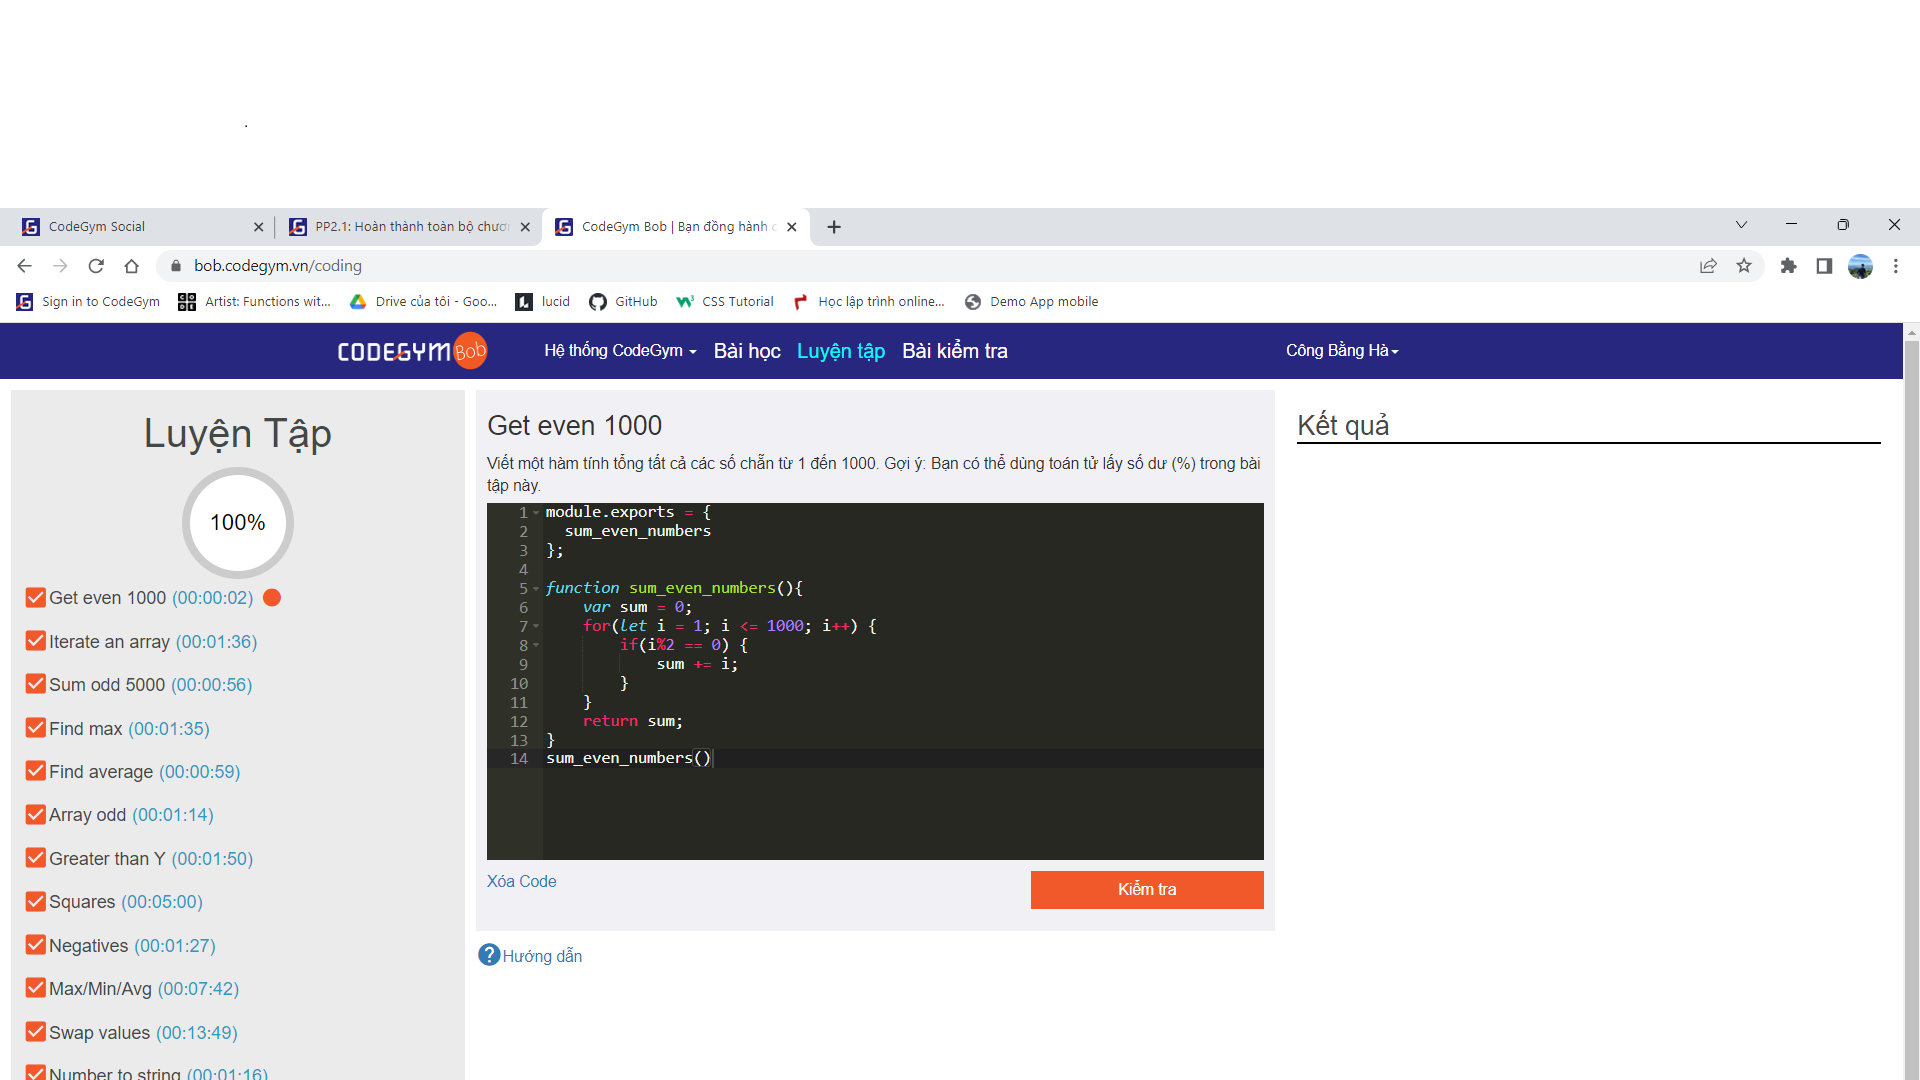 CodeGym Social
PP2.1: Hoàn thành toàn bộ chươn
CodeGym Bob | Bạn đồng hành c
bob.codegym.vn/coding
Sign in to CodeGym
Artist: Functions wit...
Drive của tôi - Goo...
lucid
GitHub
CSS Tutorial
Học lập trình online...
Demo App mobile
CODEGYM Bob
Hệ thống CodeGym
Bài học
Luyện tập
Bài kiểm tra
Công Bằng Hà
Luyện Tập
100%
Get even 1000 (00:00:02)
Iterate an array (00:01:36)
Sum odd 5000 (00:00:56)
Find max (00:01:35)
Find average (00:00:59)
Array odd (00:01:14)
Greater than Y (00:01:50)
Squares (00:05:00)
Negatives (00:01:27)
Max/Min/Avg (00:07:42)
Swap values (00:13:49)
Number to string (00:01:16)
Get even 1000
Viết một hàm tính tổng tất cả các số chẵn từ 1 đến 1000. Gợi ý: Bạn có thể dùng toán tử lấy số dư (%) trong bài
tập này.
1 module.exports = {
2 sum_even_numbers
3 };
4
5 function sum_even_numbers(){
6 var sum = 0;
7 for(let i = 1; i <= 1000; i++) {
8 if(i%2 == 0) {
9 sum += i;
10 }
11 }
12 return sum;
13 }
14 sum_even_numbers()
Xóa Code
Kiểm tra
Hướng dẫn
Kết quả